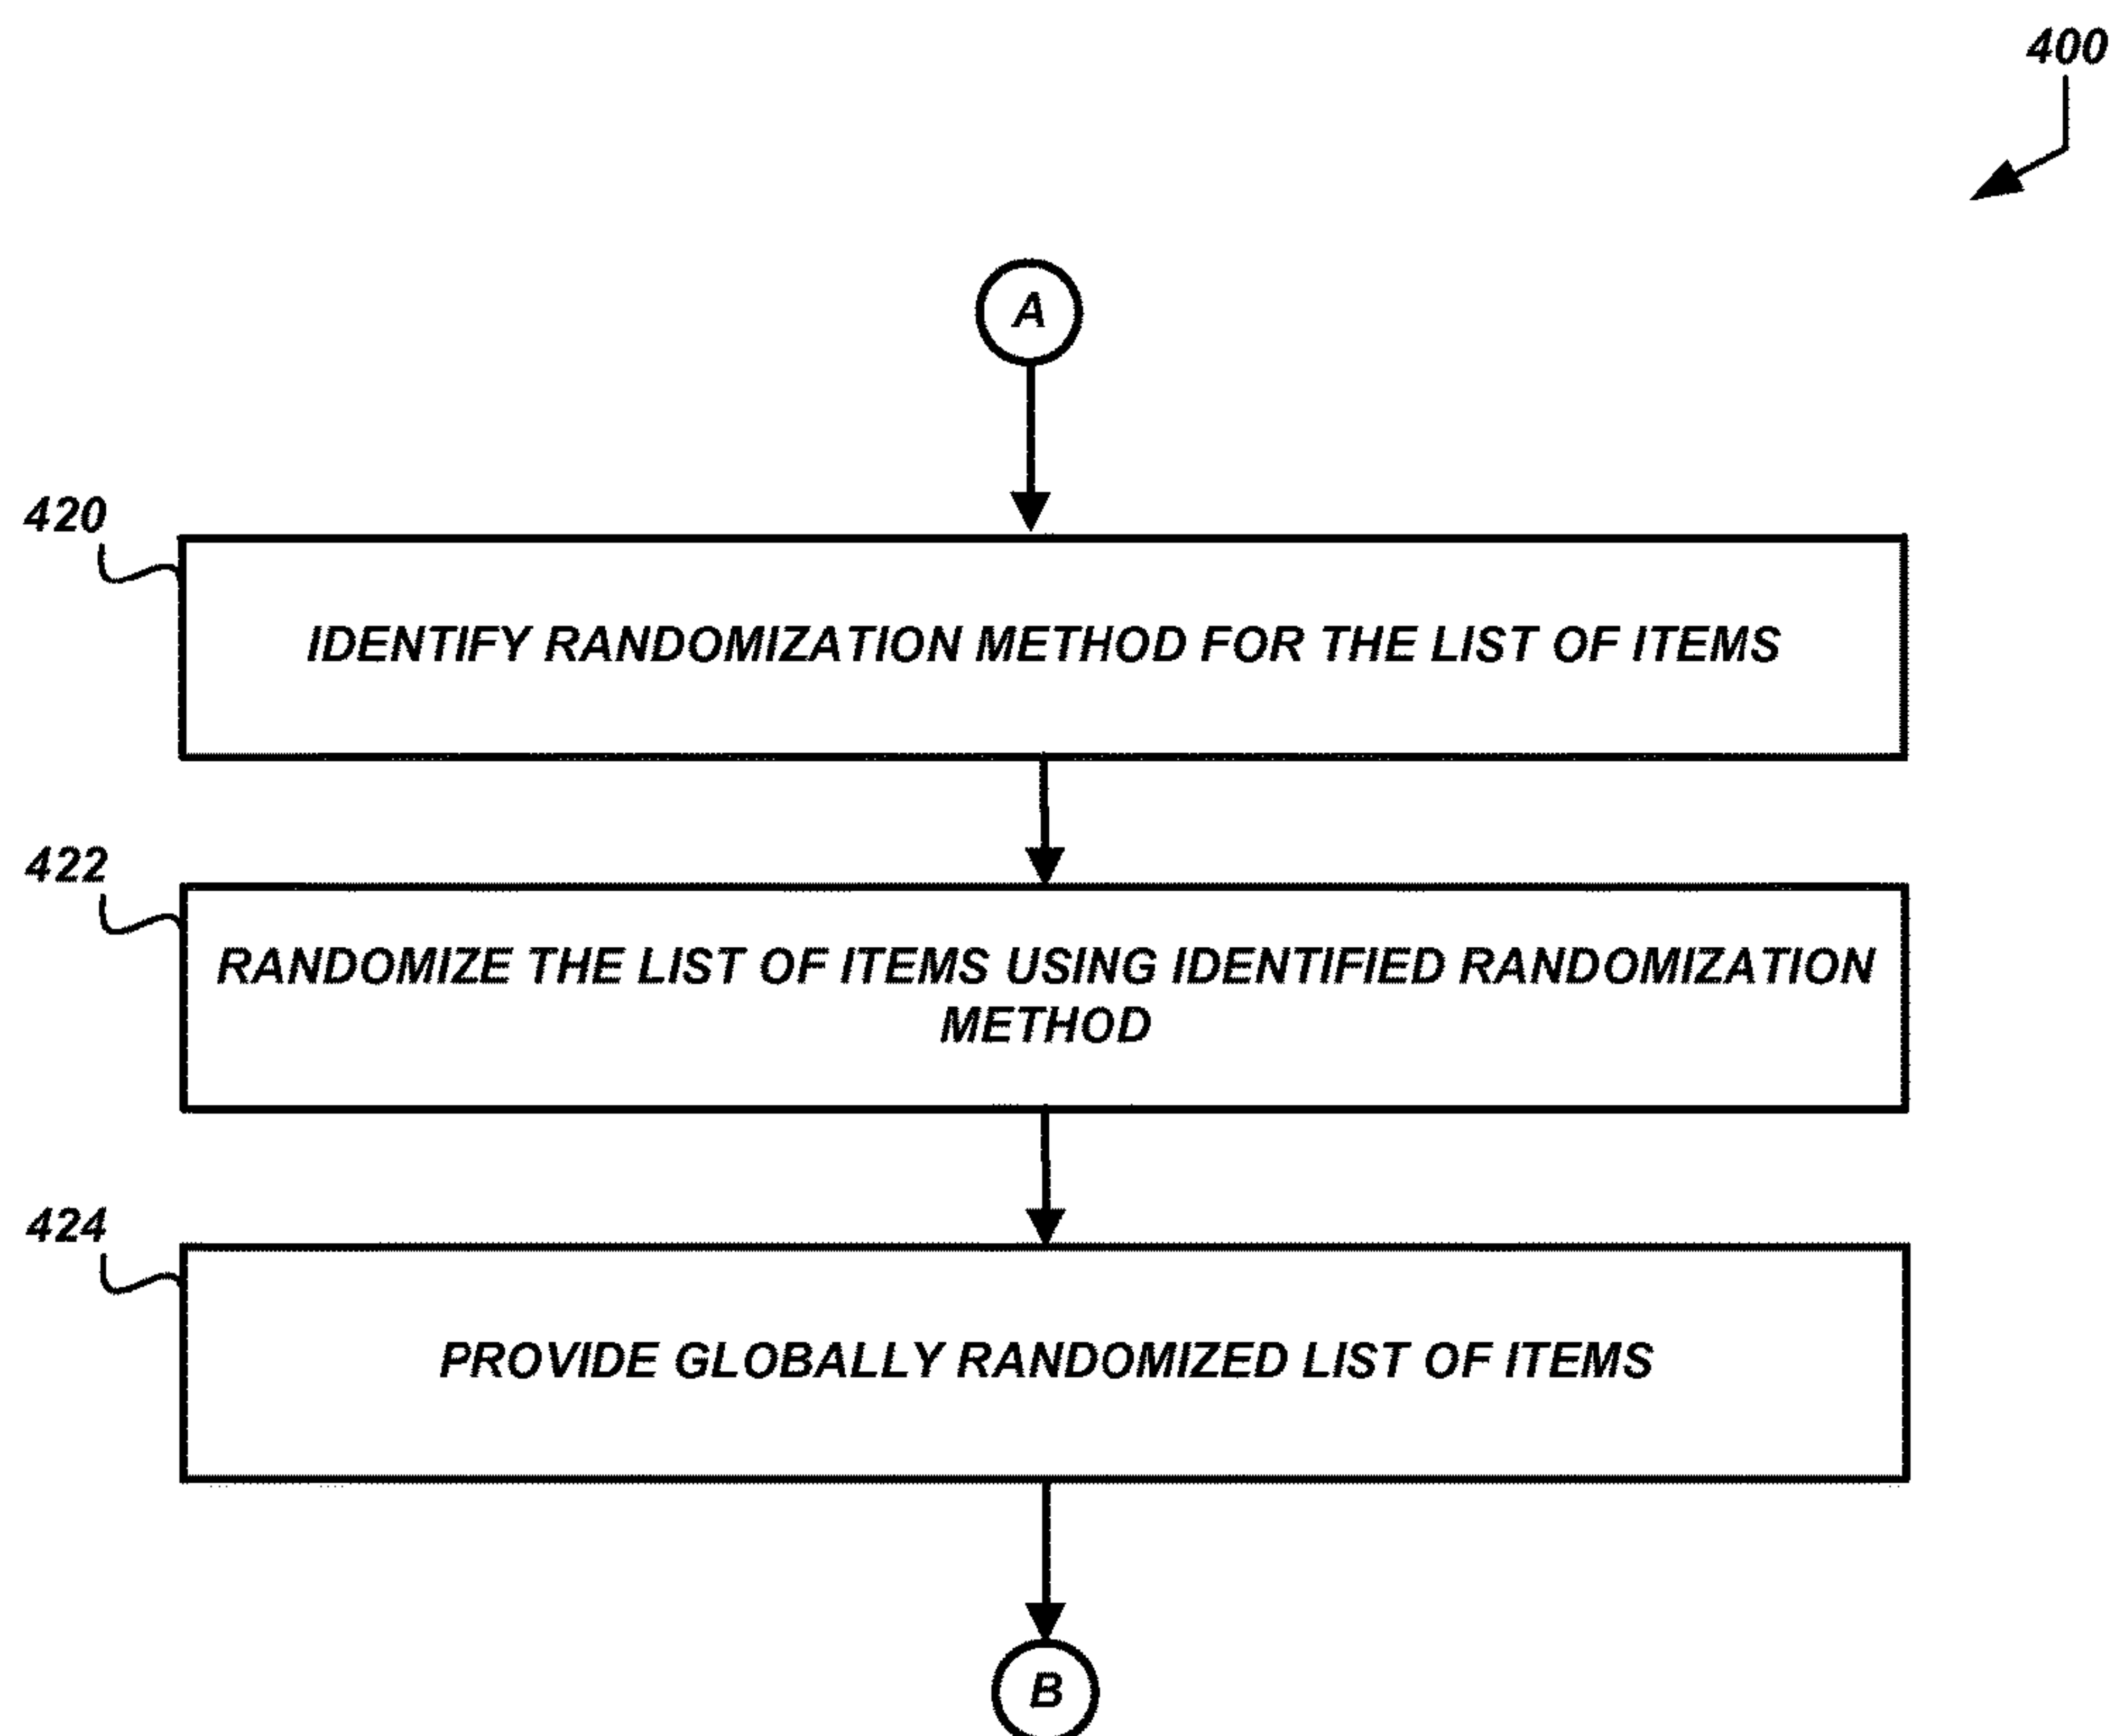 400
A
420
IDENTIFY RANDOMIZATION METHOD FOR THE LIST OF ITEMS
422
RANDOMIZE THE LIST OF ITEMS USING IDENTIFIED RANDOMIZATION
METHOD
424
PROVIDE GLOBALLY RANDOMIZED LIST OF ITEMS
B